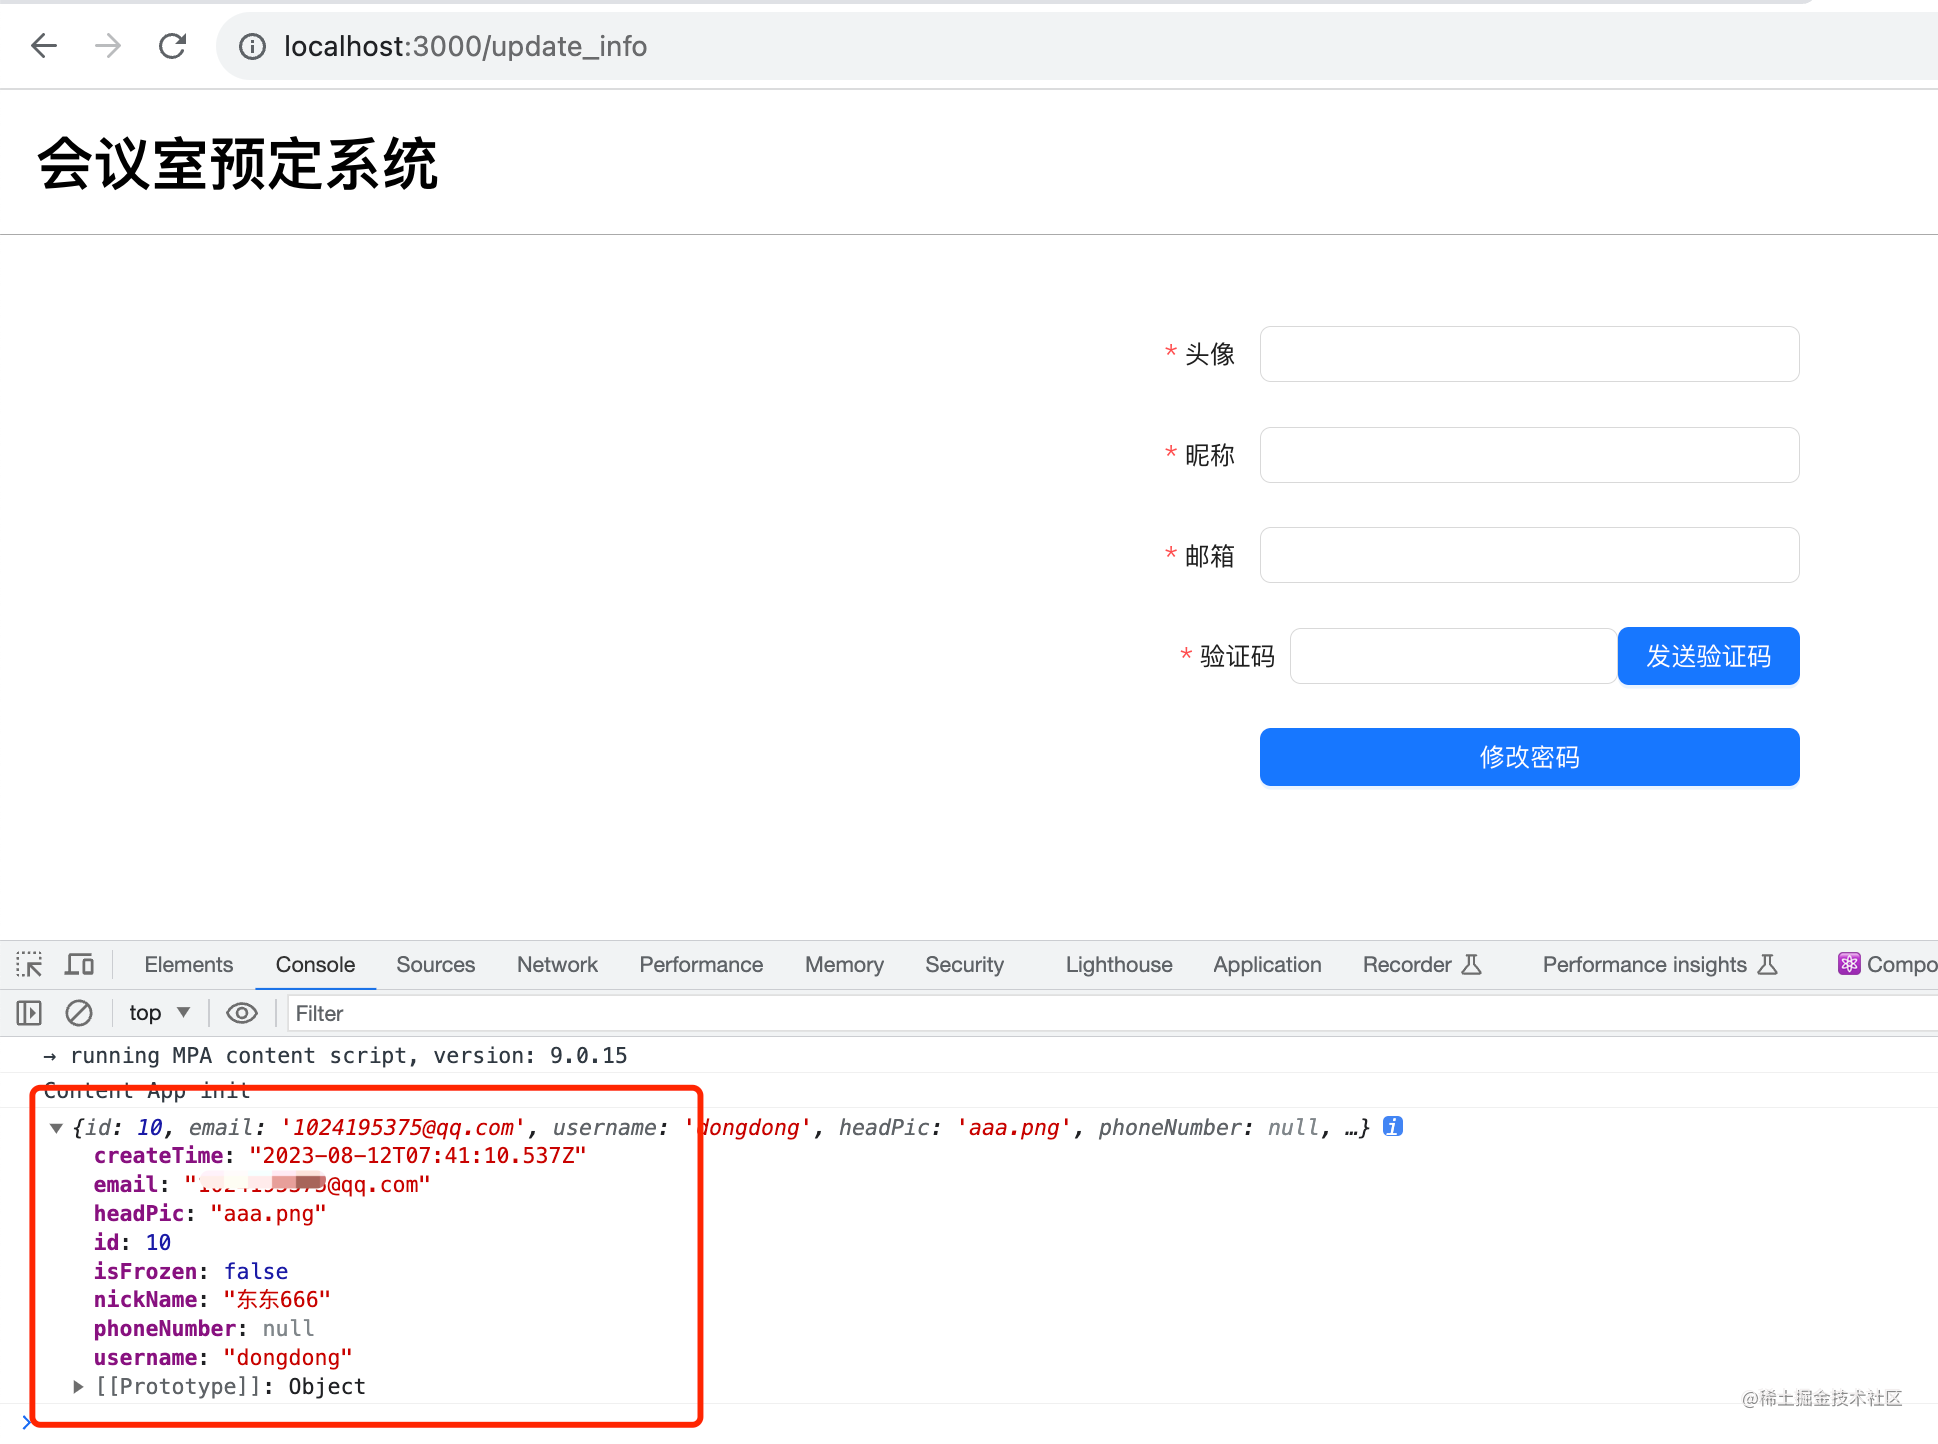 localhost:3000/update_info
会议室预定系统
* 头像
* 昵称
* 邮箱
* 验证码 发送验证码
修改密码
Elements Console Sources Network Performance Memory Security Lighthouse Application Recorder Performance insights Compo
top Filter
→ running MPA content script, version: 9.0.15
Content App init
{id: 10, email: '1024195375@qq.com', username: 'dongdong', headPic: 'aaa.png', phoneNumber: null, …} i
createTime: "2023-08-12T07:41:10.537Z"
email: "@qq.com"
headPic: "aaa.png"
id: 10
isFrozen: false
nickName: "东东666"
phoneNumber: null
username: "dongdong"
[[Prototype]]: Object
@稀土掘金技术社区